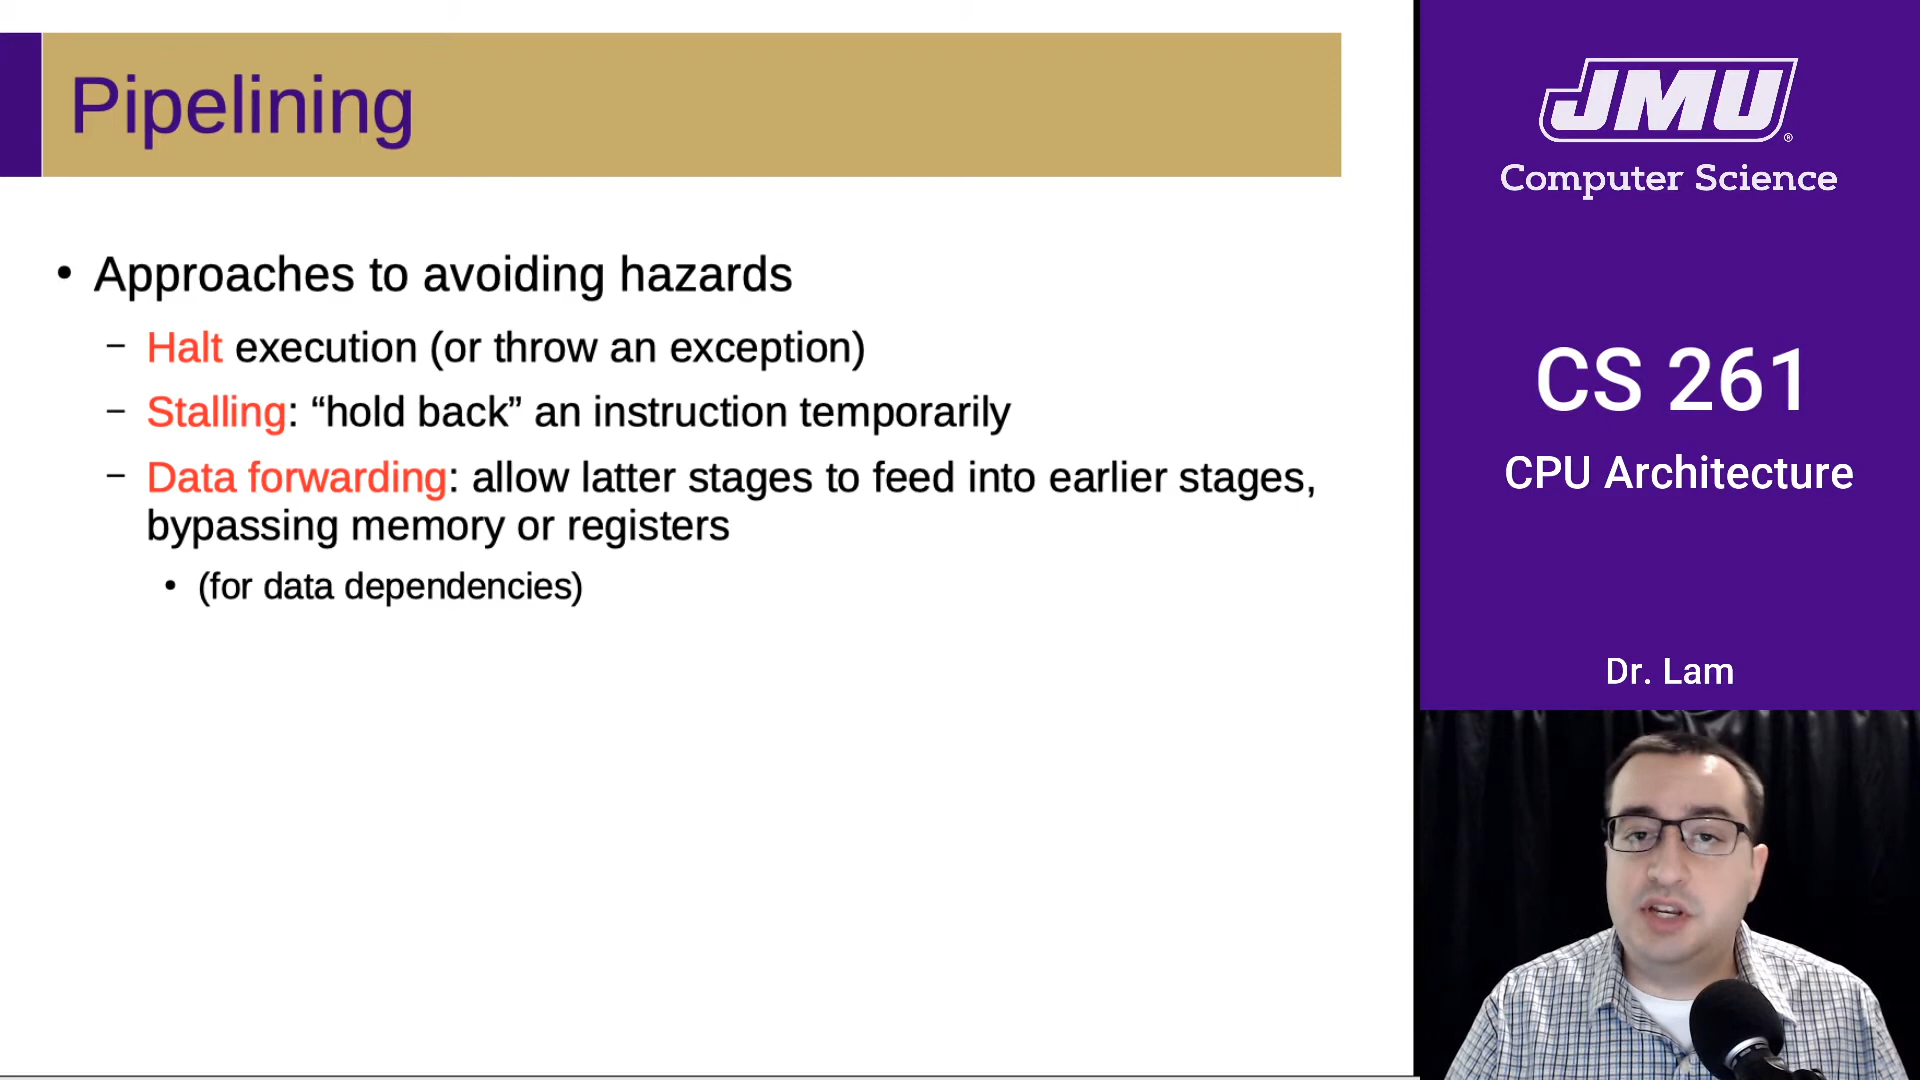 Pipelining
• Approaches to avoiding hazards
– Halt execution (or throw an exception)
– Stalling: “hold back” an instruction temporarily
– Data forwarding: allow latter stages to feed into earlier stages,
bypassing memory or registers
• (for data dependencies)
JMU®
Computer Science
CS 261
CPU Architecture
Dr. Lam